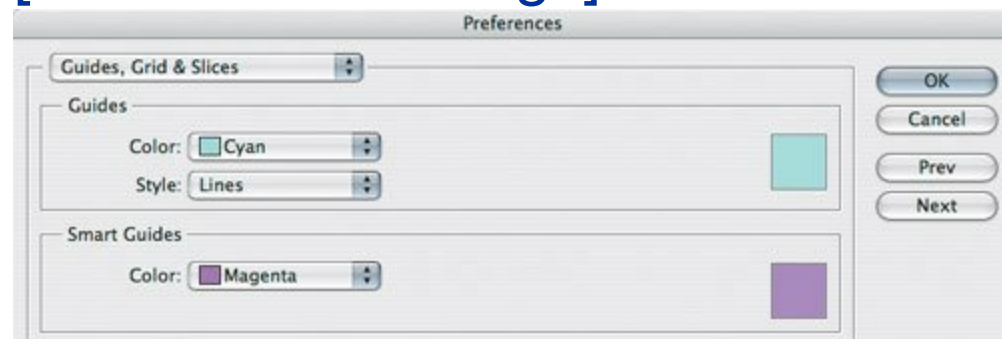 Preferences
Guides, Grid & Slices
OK
Guides
Cancel
Color: Cyan
Prev
Style: Lines
Next
Smart Guides
Color: Magenta